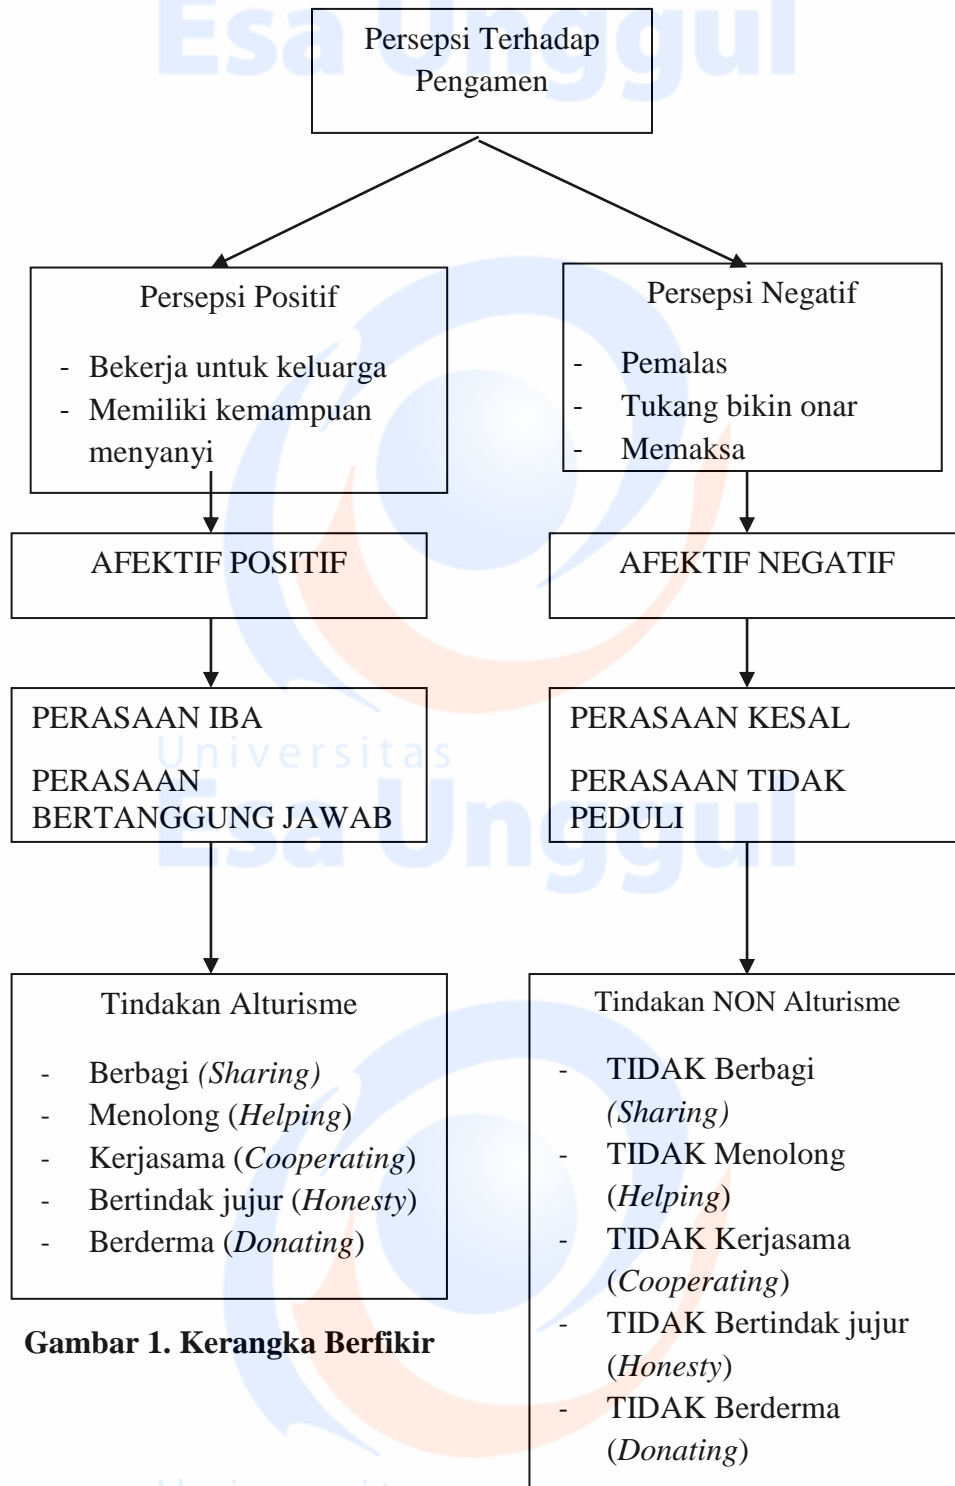 Persepsi Terhadap
Pengamen
Persepsi Positif
- Bekerja untuk keluarga
- Memiliki kemampuan
menyanyi
Persepsi Negatif
- Pemalas
- Tukang bikin onar
- Memaksa
AFEKTIF POSITIF
AFEKTIF NEGATIF
PERASAAN IBA
PERASAAN
BERTANGGUNG JAWAB
PERASAAN KESAL
PERASAAN TIDAK
PEDULI
Tindakan Alturisme
- Berbagi (Sharing)
- Menolong (Helping)
- Kerjasama (Cooperating)
- Bertindak jujur (Honesty)
- Berderma (Donating)
Tindakan NON Alturisme
- TIDAK Berbagi
(Sharing)
- TIDAK Menolong
(Helping)
- TIDAK Kerjasama
(Cooperating)
- TIDAK Bertindak jujur
(Honesty)
- TIDAK Berderma
(Donating)
Gambar 1. Kerangka Berfikir
Esa Unggul
Universitas
Esa Unggul